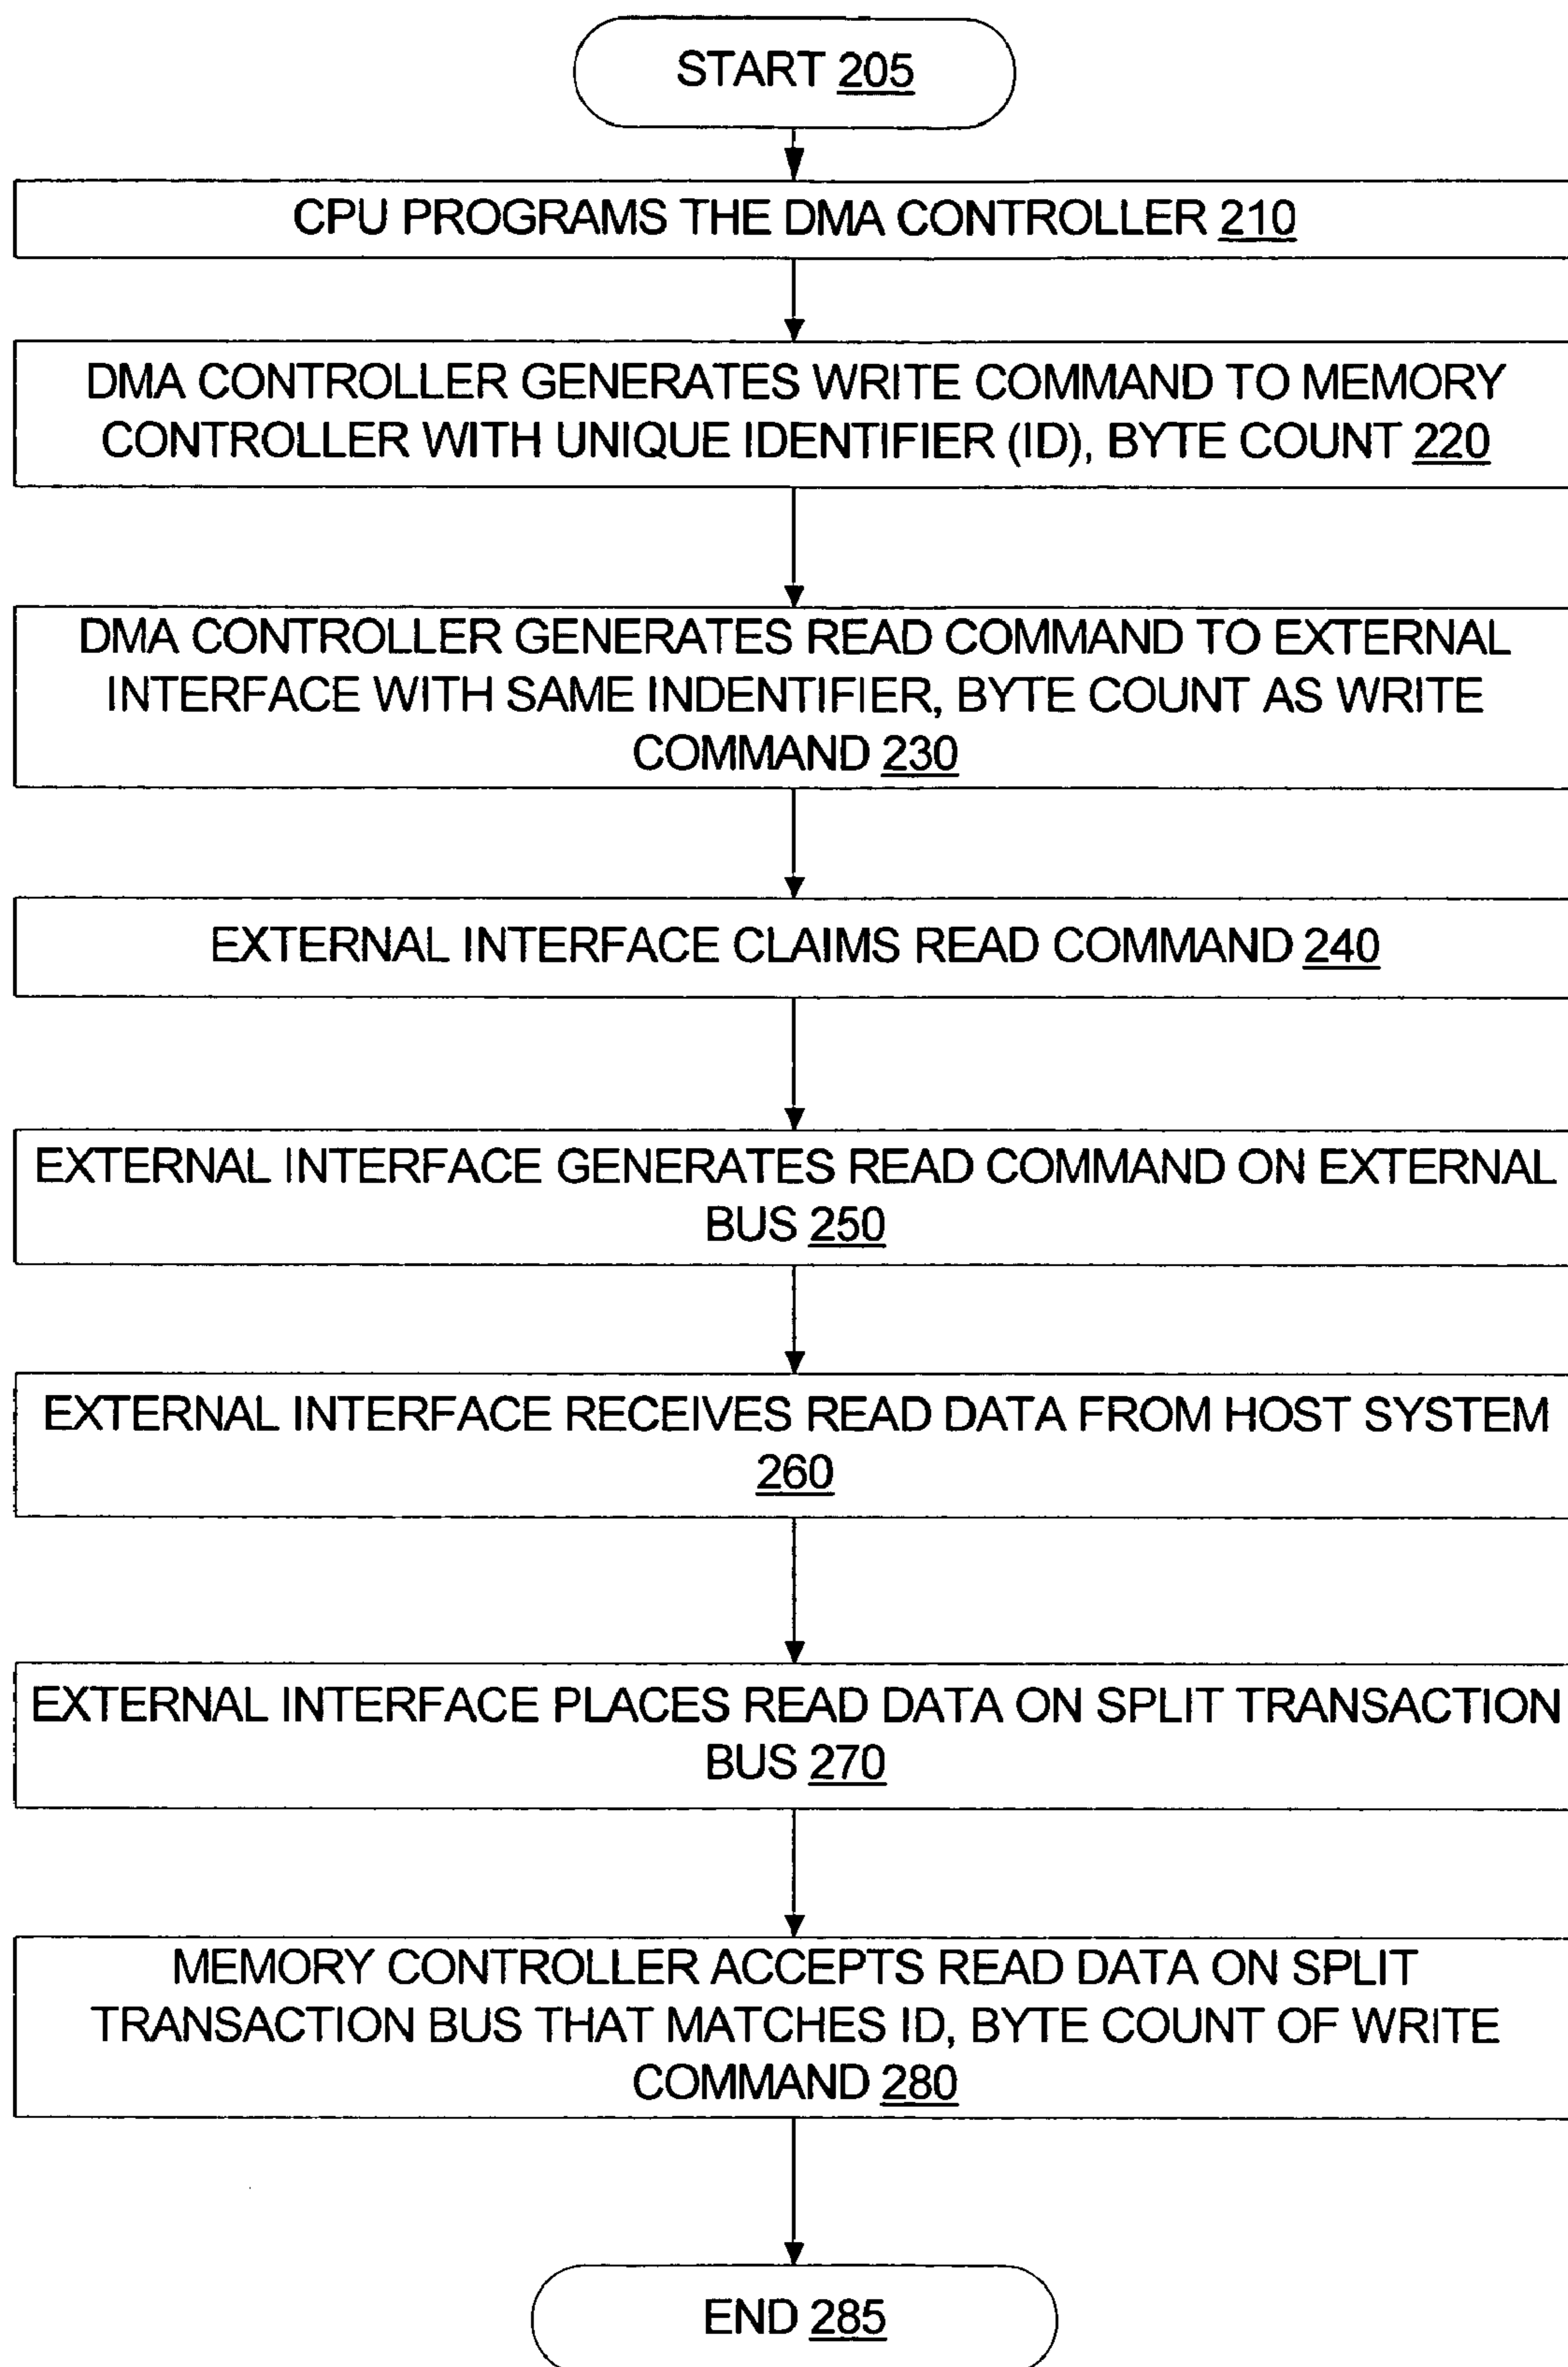 START 205
CPU PROGRAMS THE DMA CONTROLLER 210
DMA CONTROLLER GENERATES WRITE COMMAND TO MEMORY
CONTROLLER WITH UNIQUE IDENTIFIER (ID), BYTE COUNT 220
DMA CONTROLLER GENERATES READ COMMAND TO EXTERNAL
INTERFACE WITH SAME INDENTIFIER, BYTE COUNT AS WRITE
COMMAND 230
EXTERNAL INTERFACE CLAIMS READ COMMAND 240
EXTERNAL INTERFACE GENERATES READ COMMAND ON EXTERNAL
BUS 250
EXTERNAL INTERFACE RECEIVES READ DATA FROM HOST SYSTEM
260
EXTERNAL INTERFACE PLACES READ DATA ON SPLIT TRANSACTION
BUS 270
MEMORY CONTROLLER ACCEPTS READ DATA ON SPLIT
TRANSACTION BUS THAT MATCHES ID, BYTE COUNT OF WRITE
COMMAND 280
END 285